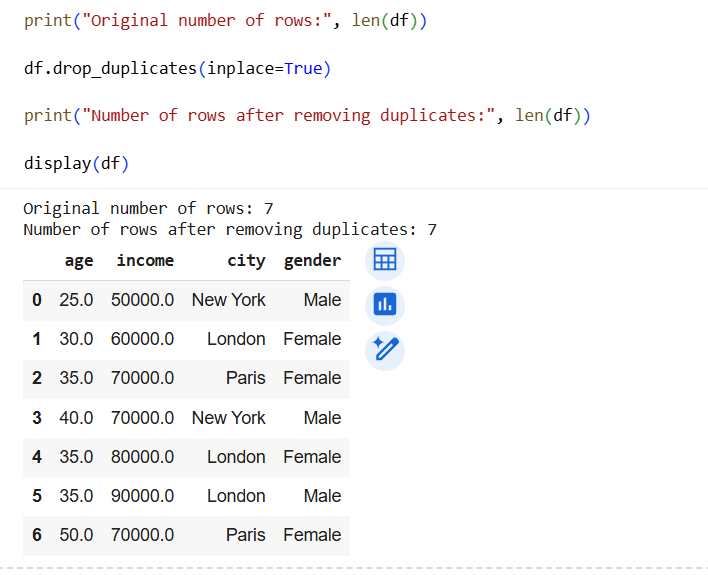 print("Original number of rows:", len(df))
df.drop_duplicates(inplace=True)
print("Number of rows after removing duplicates:", len(df))
display(df)
Original number of rows: 7
Number of rows after removing duplicates: 7
age income city gender
0 25.0 50000.0 New York Male
1 30.0 60000.0 London Female
2 35.0 70000.0 Paris Female
3 40.0 70000.0 New York Male
4 35.0 80000.0 London Female
5 35.0 90000.0 London Male
6 50.0 70000.0 Paris Female